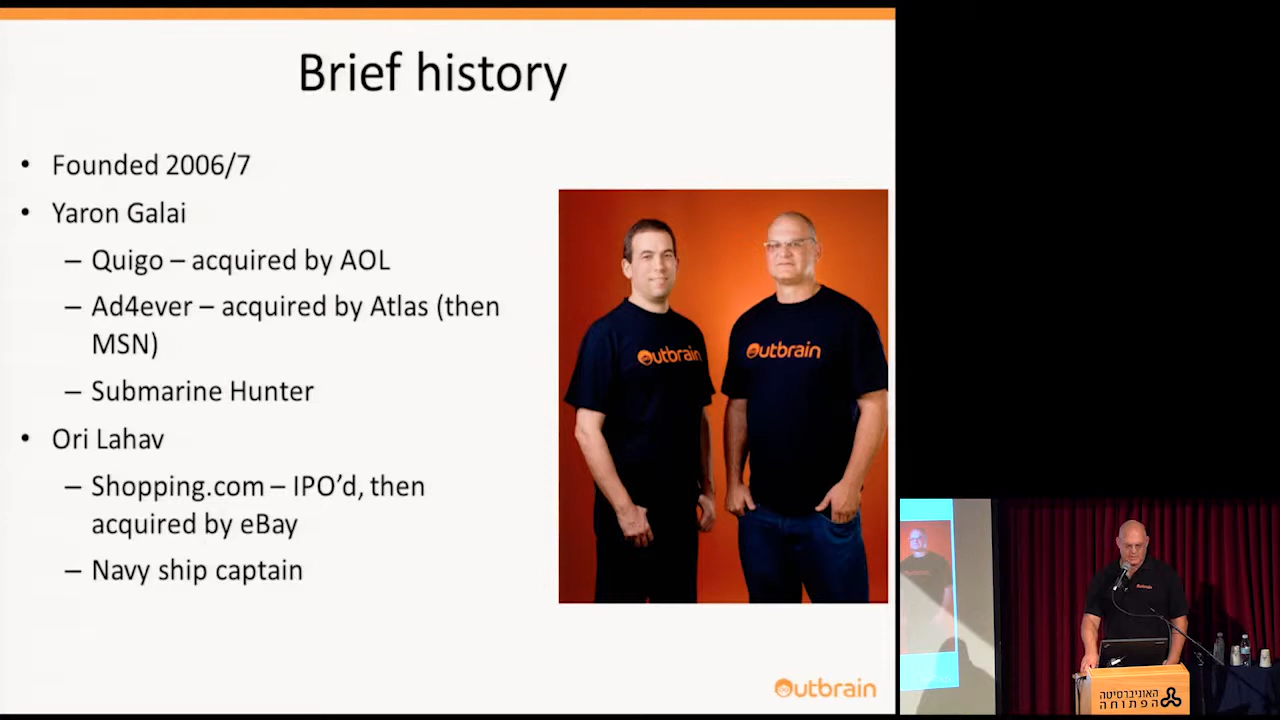 Brief history
• Founded 2006/7
• Yaron Galai
– Quigo – acquired by AOL
– Ad4ever – acquired by Atlas (then
MSN)
– Submarine Hunter
• Ori Lahav
– Shopping.com – IPO’d, then
acquired by eBay
– Navy ship captain
Outbrain
Outbrain
Outbrain
Outbrain
האוניברסיטה
הפתוחה